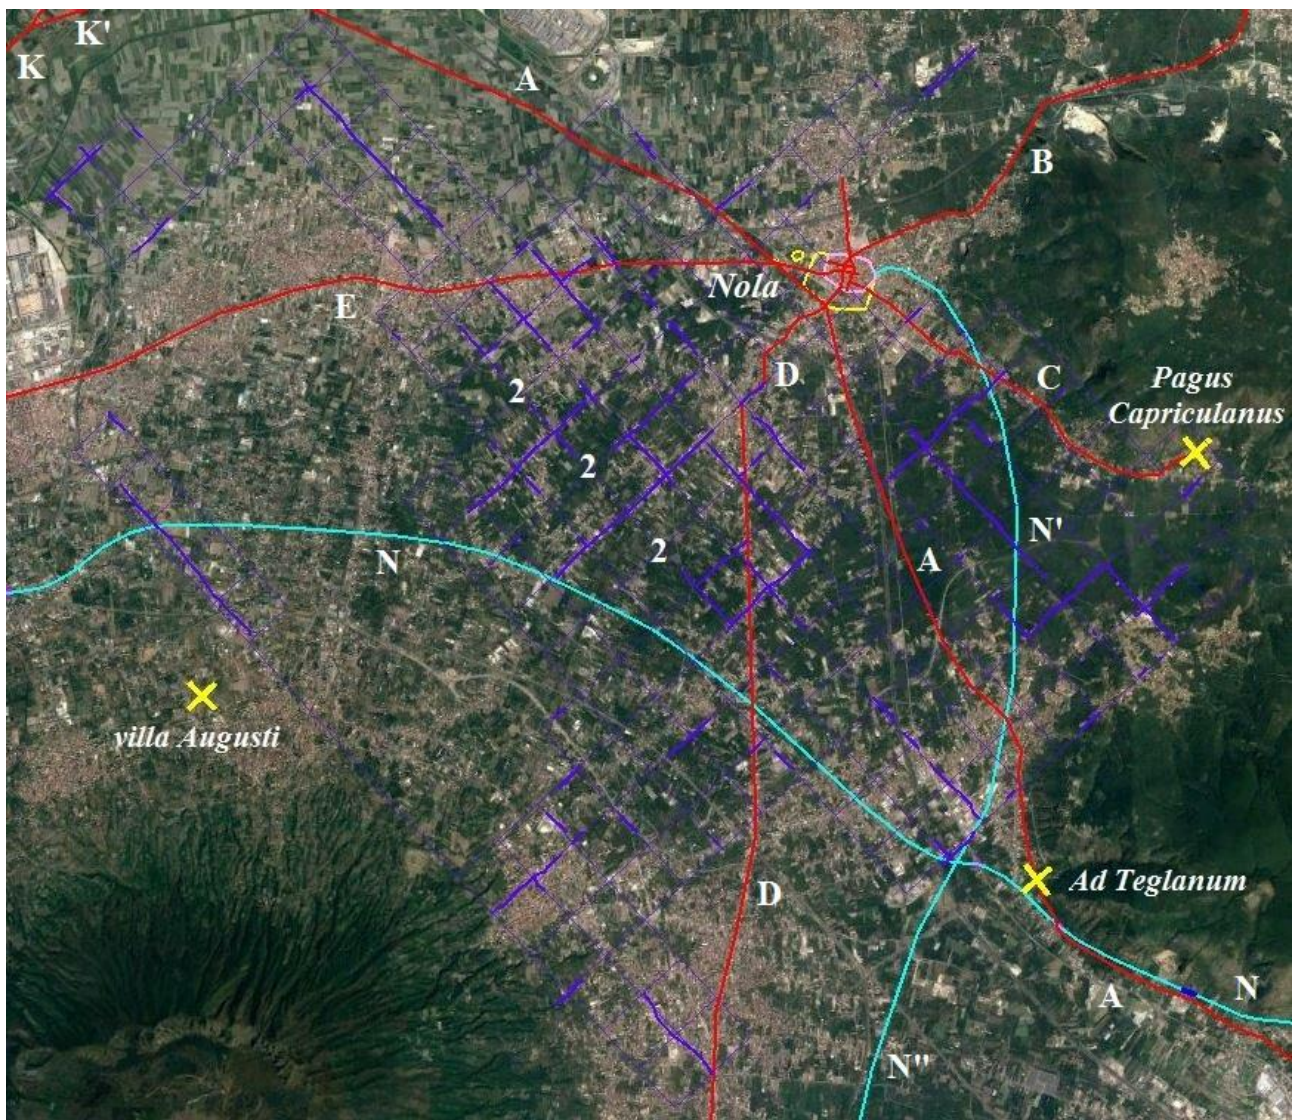 K'
K
A
B
Nola
E
D
C
Pagus
Capriculanus
2
2
N'
N'
2
A
villa Augusti
D
Ad Teglanum
N
A
N"